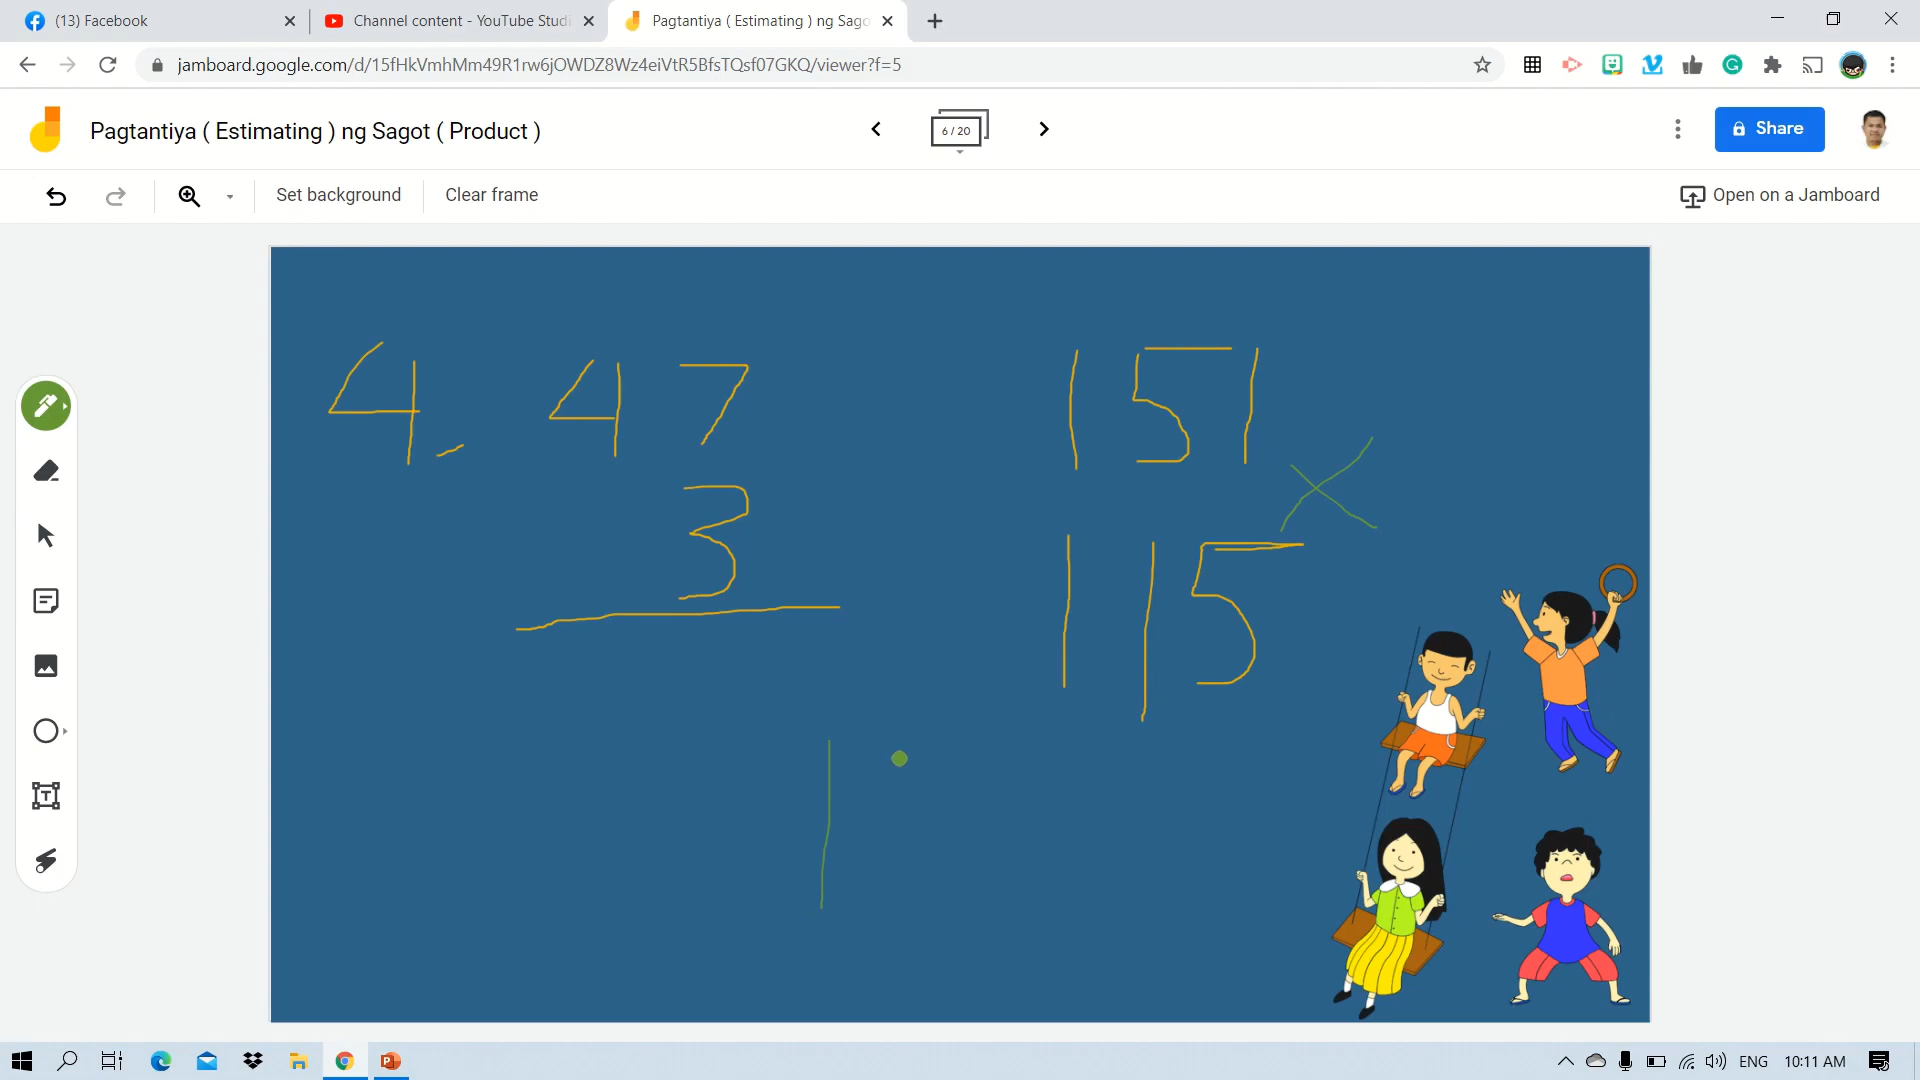 (13) Facebook
Channel content - YouTube Studi
Pagtantiya ( Estimating ) ng Sago
jamboard.google.com/d/15fHkVmhMm49R1rw6jOWDZ8Wz4eiVtR5BfsTQsf07GKQ/viewer?f=5
Pagtantiya ( Estimating ) ng Sagot ( Product )
6 / 20
Share
Set background
Clear frame
Open on a Jamboard
4. 47
3
151
×
115
1
ENG
10:11 AM